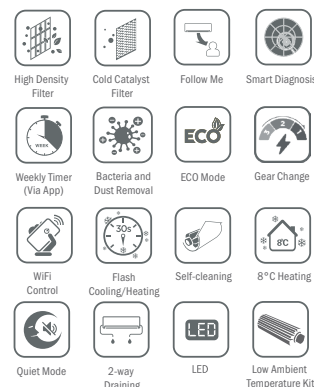 High Density
Filter
Cold Catalyst
Filter
Follow Me
Smart Diagnosis
WEEK
Weekly Timer
(Via App)
Bacteria and
Dust Removal
ECO
ECO Mode
3 2 1
Gear Change
WiFi
Control
30s
Flash
Cooling/Heating
Self-cleaning
8°C
8°C Heating
Quiet Mode
2-way
Draining
LED
LED
Low Ambient
Temperature Kit